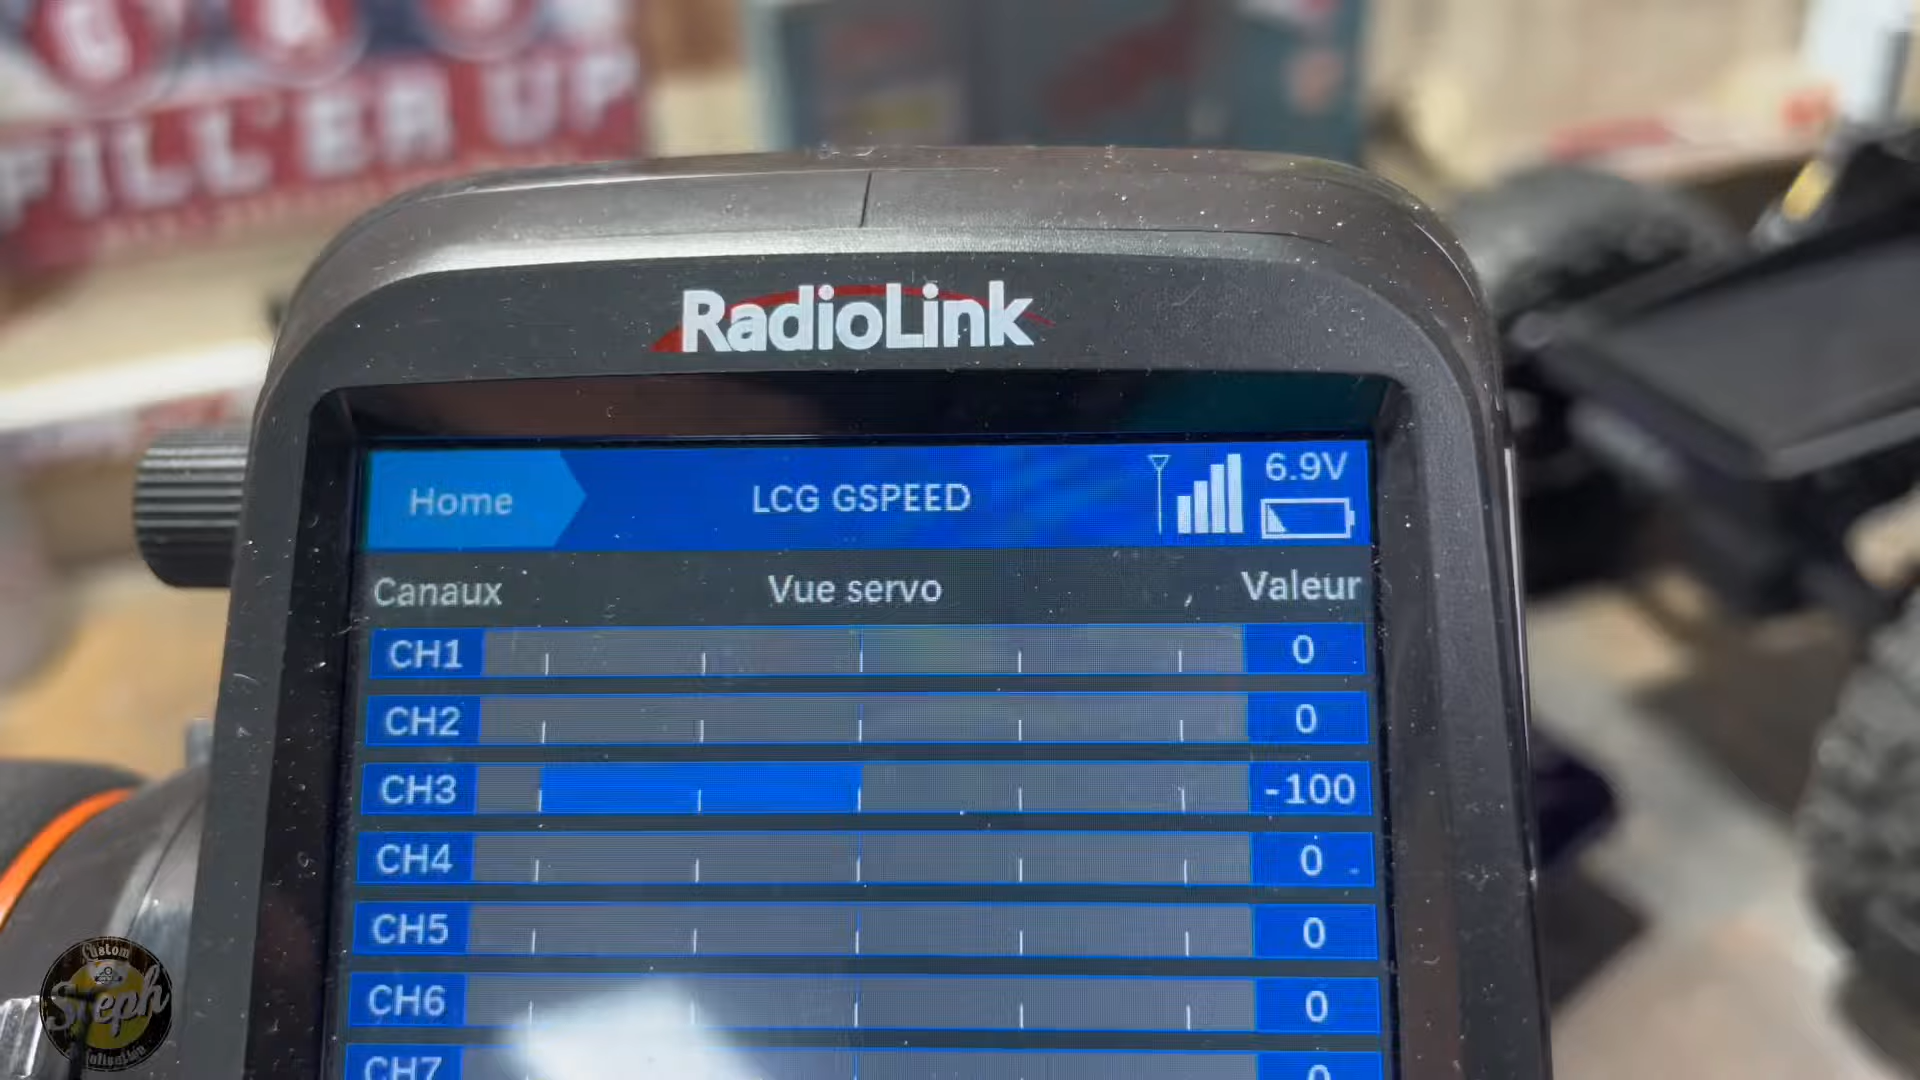 FILL'ER UP
RadioLink
Home LCG GSPEED 6.9V
Canaux Vue servo Valeur
CH1 0
CH2 0
CH3 -100
CH4 0
CH5 0
CH6 0
CH7 0
Custom
Steph